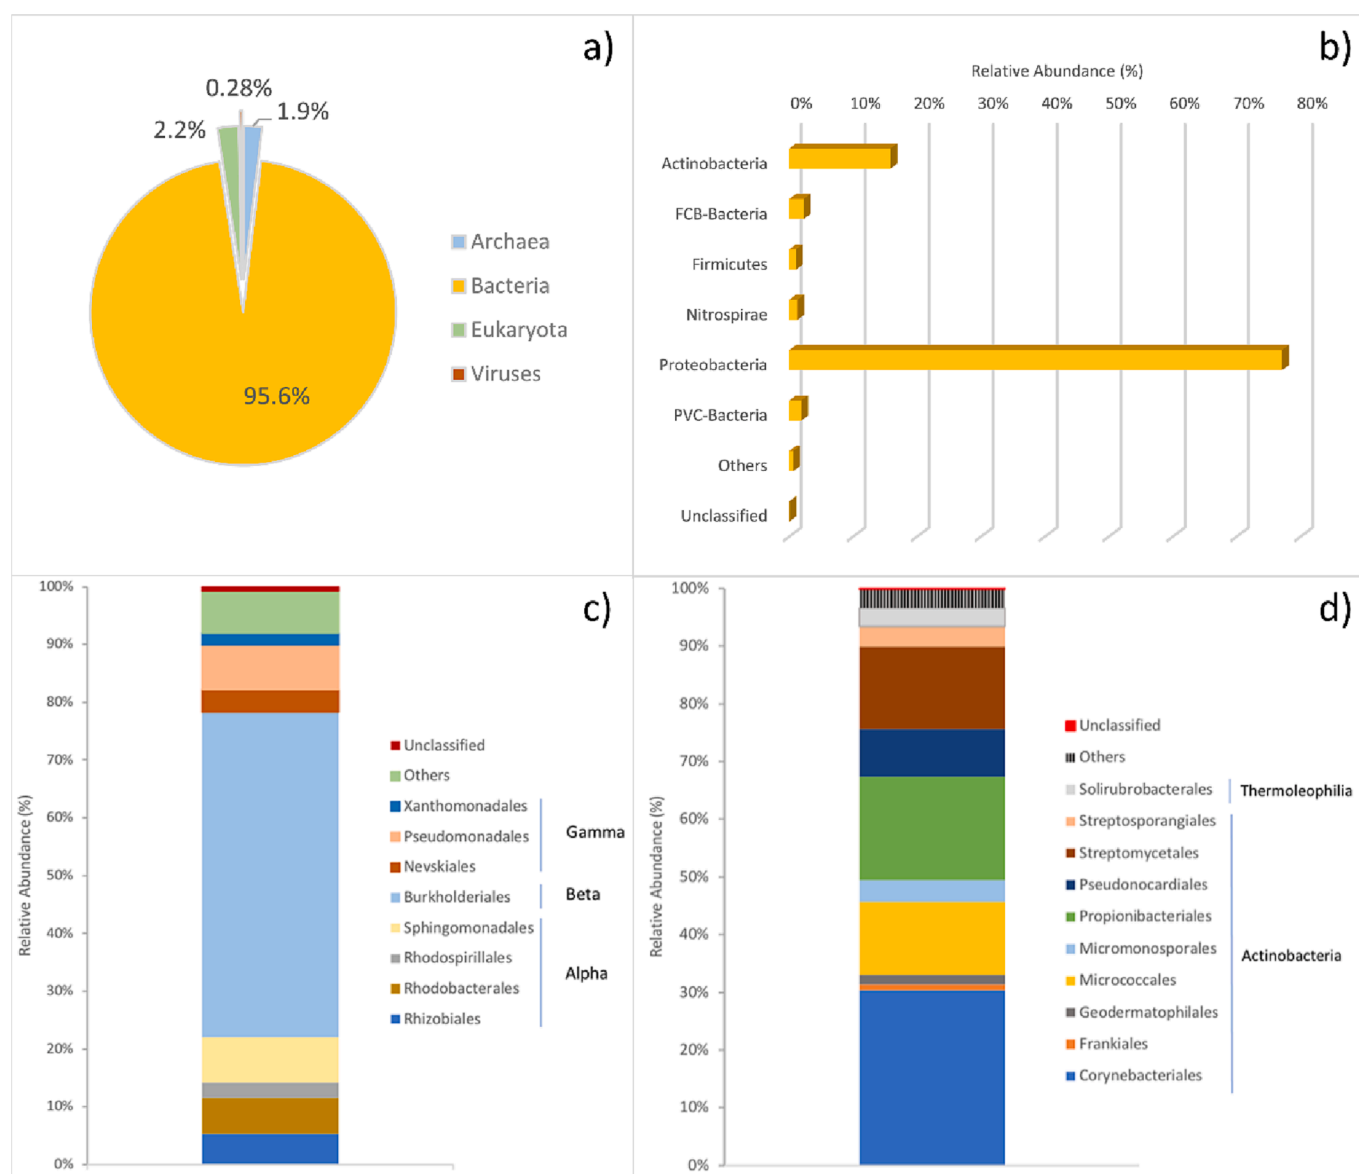 a)
0.28%
1.9%
2.2%
95.6%
Archaea
Bacteria
Eukaryota
Viruses
b)
Relative Abundance (%)
0% 10% 20% 30% 40% 50% 60% 70% 80%
Actinobacteria
FCB-Bacteria
Firmicutes
Nitrospirae
Proteobacteria
PVC-Bacteria
Others
Unclassified
c)
Relative Abundance (%)
100%
90%
80%
70%
60%
50%
40%
30%
20%
10%
0%
Unclassified
Others
Xanthomonadales
Pseudomonadales
Nevskiales
Burkholderiales
Sphingomonadales
Rhodospirillales
Rhodobacterales
Rhizobiales
Gamma
Beta
Alpha
d)
Relative Abundance (%)
100%
90%
80%
70%
60%
50%
40%
30%
20%
10%
0%
Unclassified
Others
Solirubrobacterales
Streptosporangiales
Streptomycetales
Pseudonocardiales
Propionibacteriales
Micromonosporales
Micrococcales
Geodermatophilales
Frankiales
Corynebacteriales
Thermoleophilia
Actinobacteria